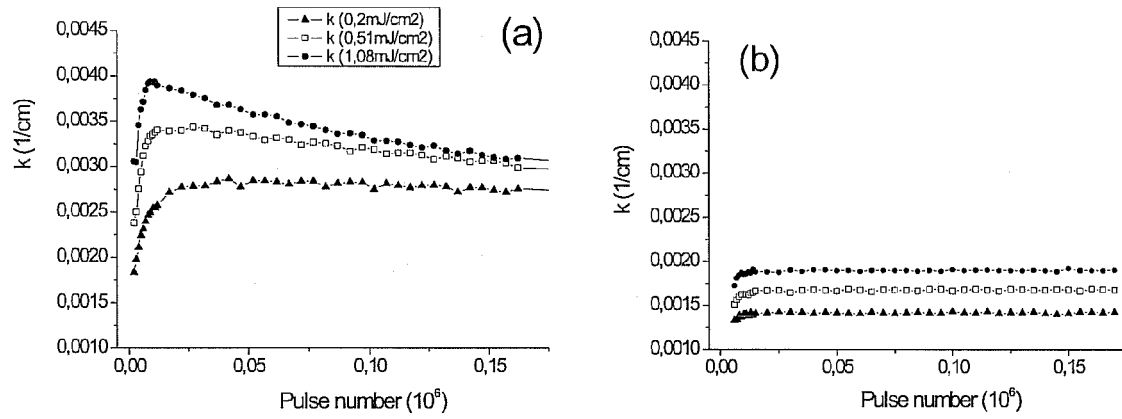 k (0,2mJ/cm2)
k (0,51mJ/cm2)
k (1,08mJ/cm2)
(a)
k (1/cm)
0,0045
0,0040
0,0035
0,0030
0,0025
0,0020
0,0015
0,0010
0,00
0,05
0,10
0,15
Pulse number (10⁶)
(b)
k (1/cm)
0,0045
0,0040
0,0035
0,0030
0,0025
0,0020
0,0015
0,0010
0,00
0,05
0,10
0,15
Pulse number (10⁶)